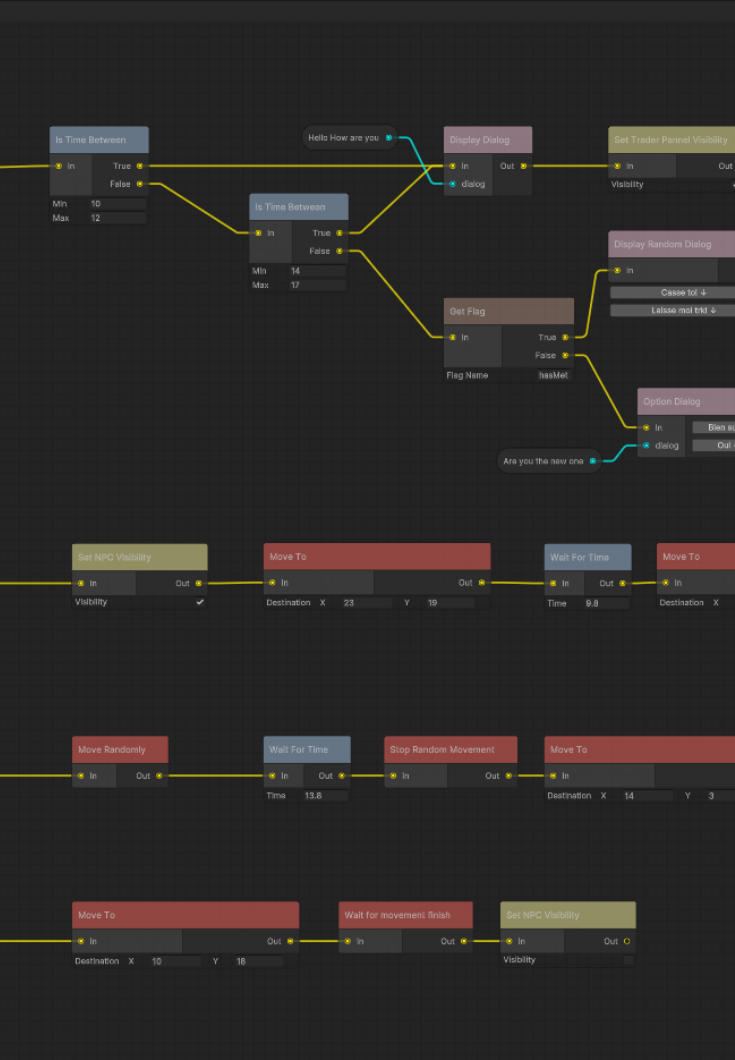 Is Time Between
In True
False
Min 10
Max 12
Hello How are you
Display Dialog
In Out
dialog
Set Trader Pannel Visibility
In Out
Visibility
Is Time Between
In True
False
Min 14
Max 17
Display Random Dialog
In
Casse toi ↓
Laisse moi trkl ↓
Get Flag
In True
False
Flag Name hasMet
Option Dialog
In Bien su
dialog Oui
Are you the new one
Set NPC Visibility
In Out
Visibility
Move To
In Out
Destination X 23 Y 19
Wait For Time
In Out
Time 9.8
Move To
In
Destination X
Move Randomly
In Out
Wait For Time
In Out
Time 13.8
Stop Random Movement
In Out
Move To
In
Destination X 14 Y 3
Move To
In Out
Destination X 10 Y 18
Wait for movement finish
In Out
Set NPC Visibility
In Out
Visibility